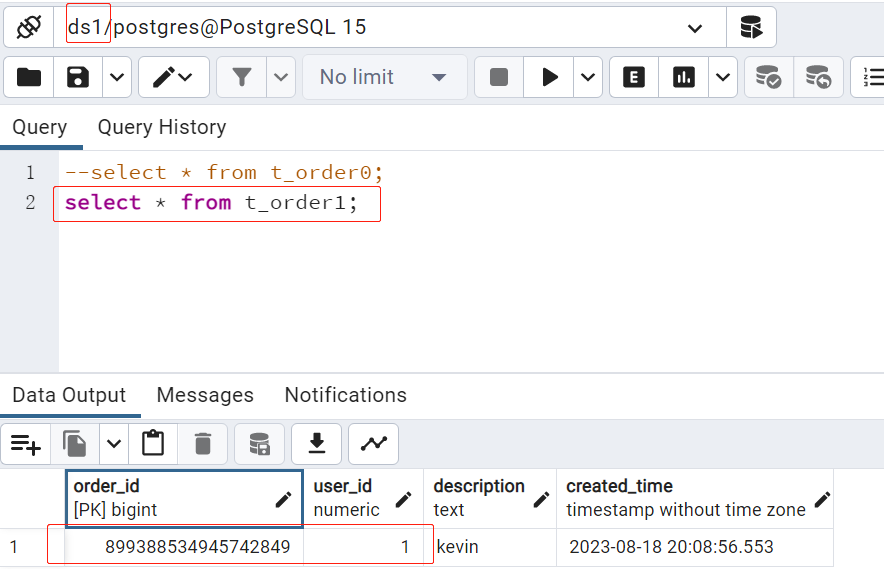 ds1/postgres@PostgreSQL 15
No limit
E
Query Query History
1 --select * from t_order0;
2 select * from t_order1;
Data Output Messages Notifications
order_id user_id description created_time
[PK] bigint numeric text timestamp without time zone
1 899388534945742849 1 kevin 2023-08-18 20:08:56.553